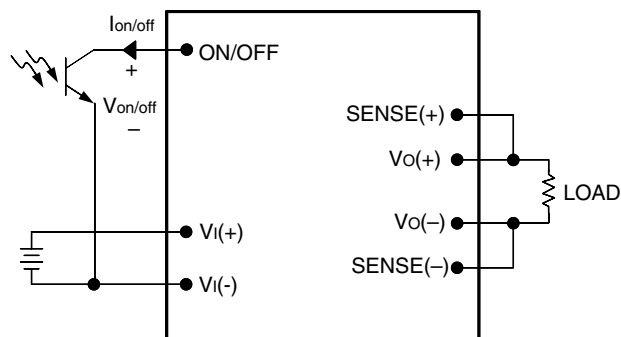 Ion/off
ON/OFF
+
Von/off
–
SENSE(+)
VO(+)
LOAD
VO(–)
SENSE(–)
VI(+)
VI(-)